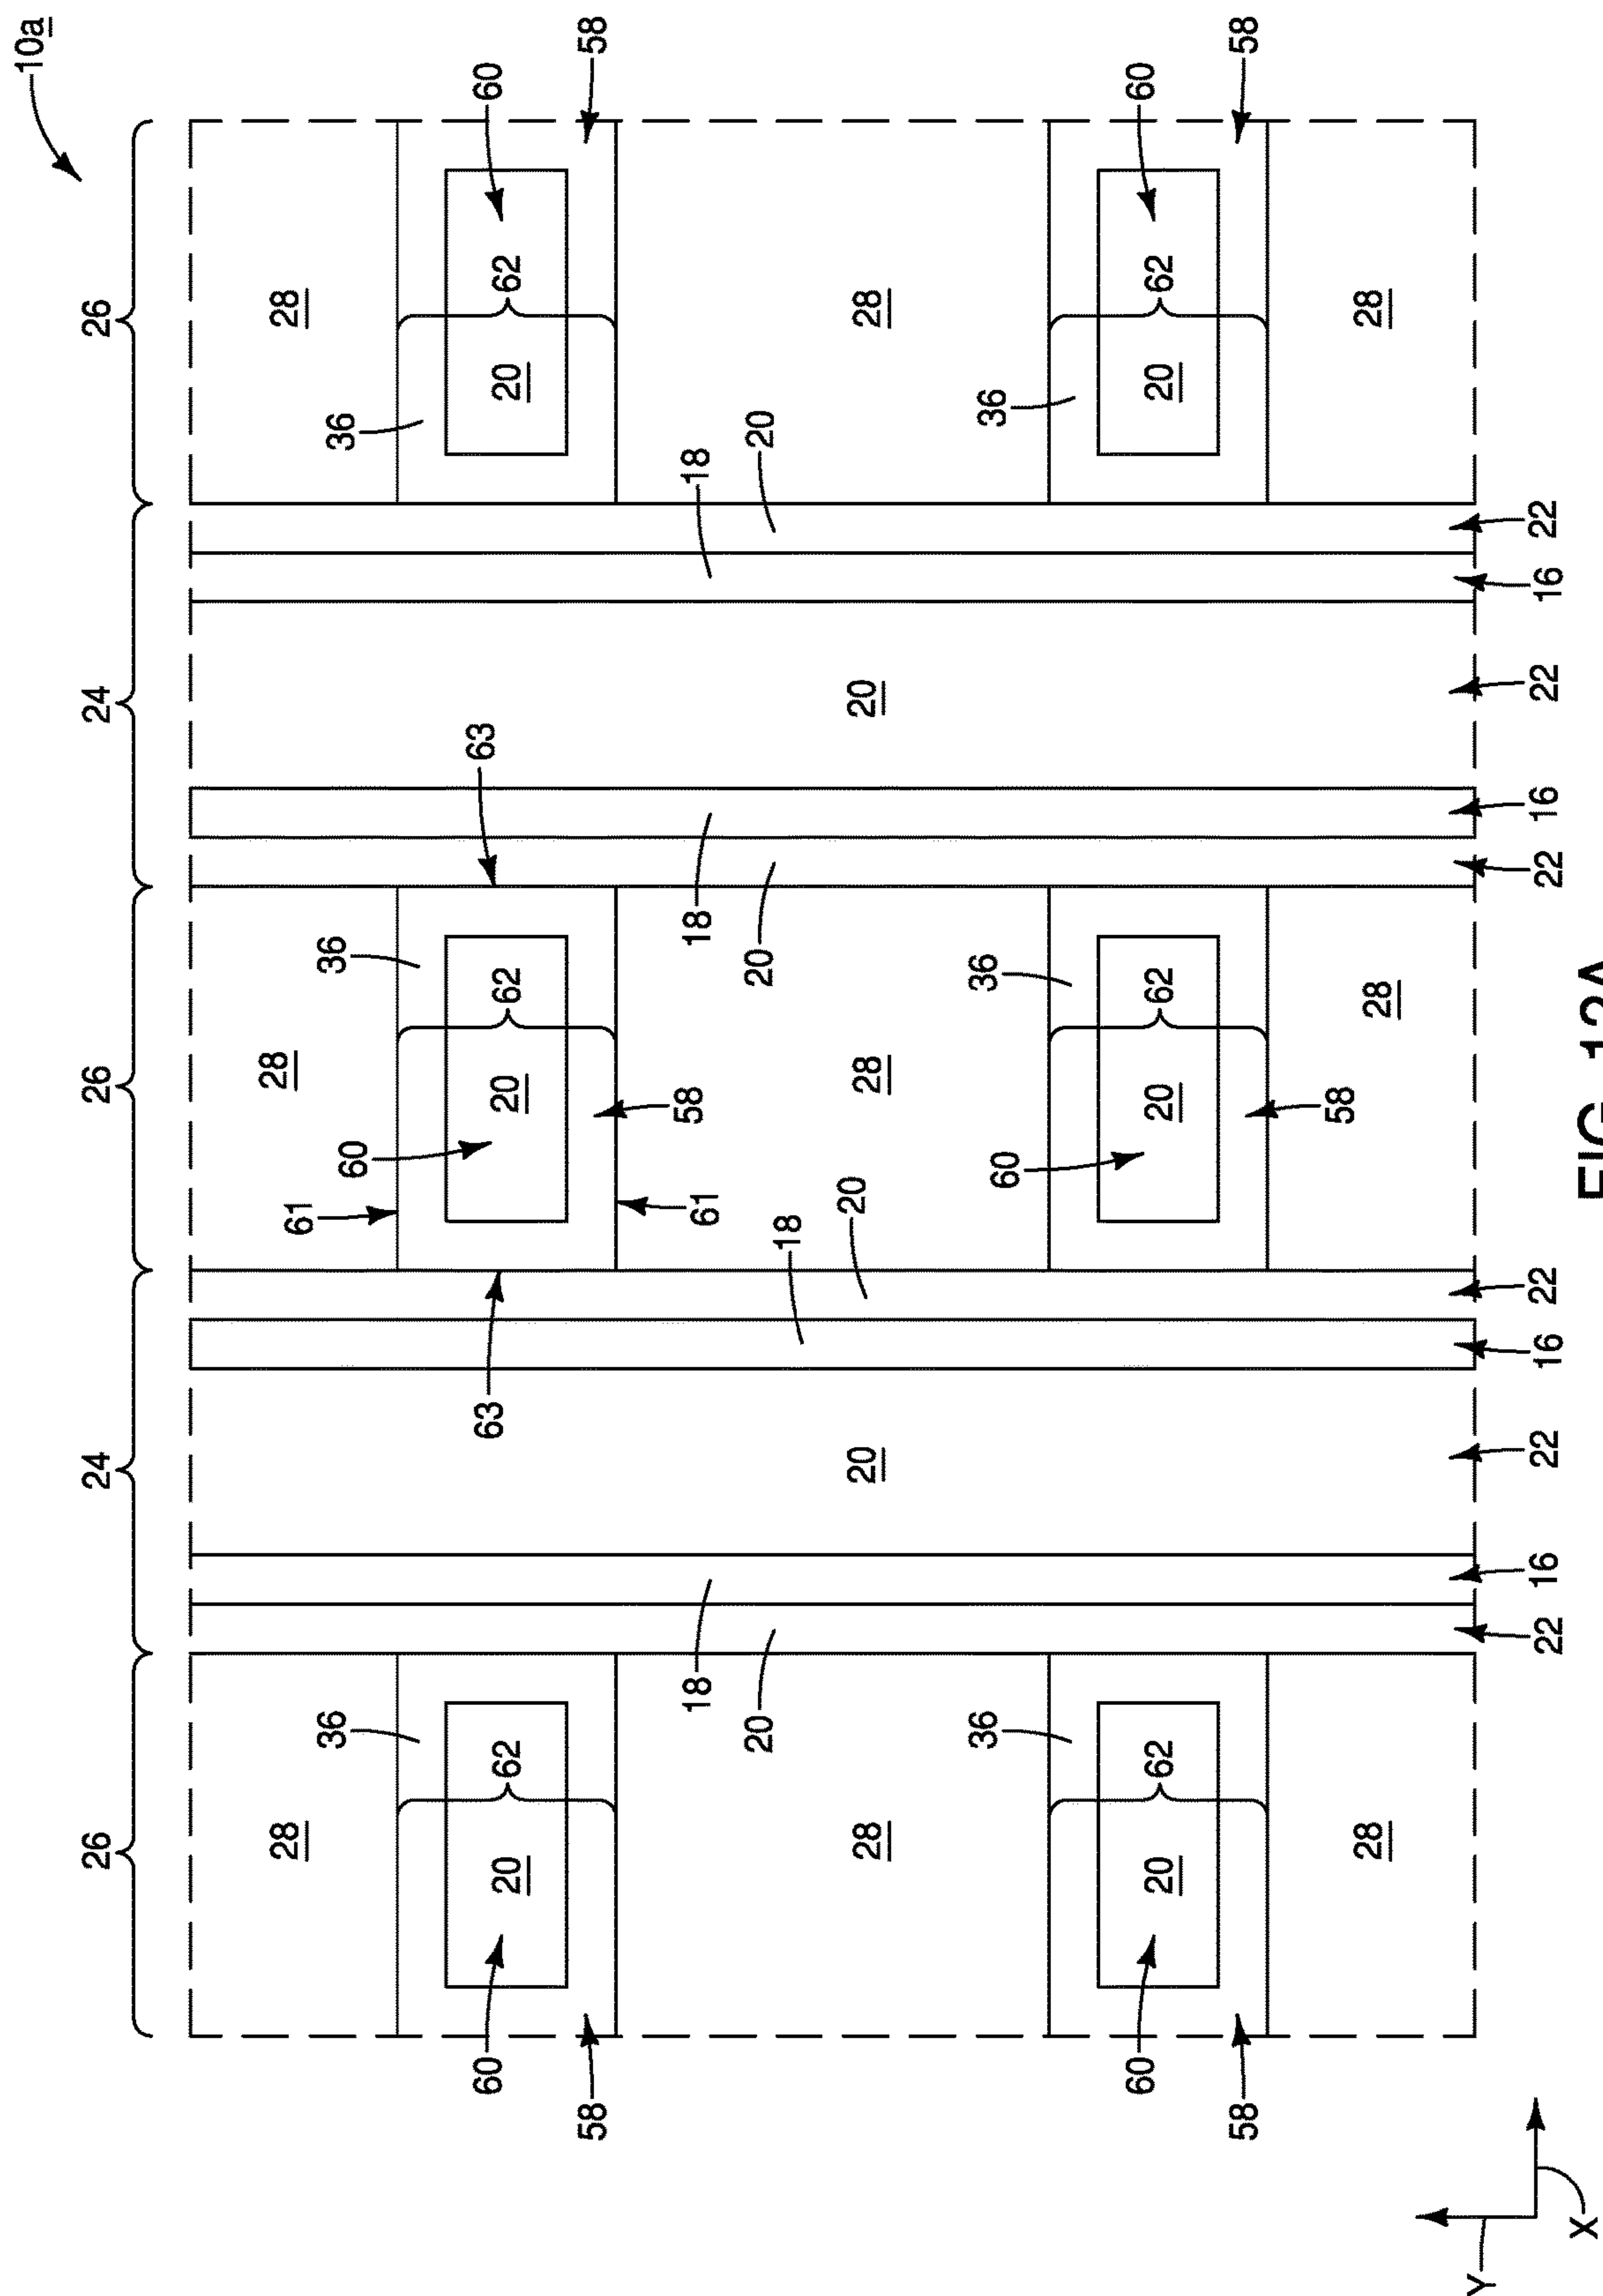 10a
26 24 26 24 26
28 61 28 28
36 36 36
60
60 63 63 60
20 62 20 62 20 62
58 58
58
18 61 18 18
20 20 20
18
28 20 20 28 20 28
36 36 36
60
60 60
20 62 20 62 20 62
58 58
58
28 28 28
Y
22 16 22 16 22 22 16 22 16 22
X
FIG. 12A